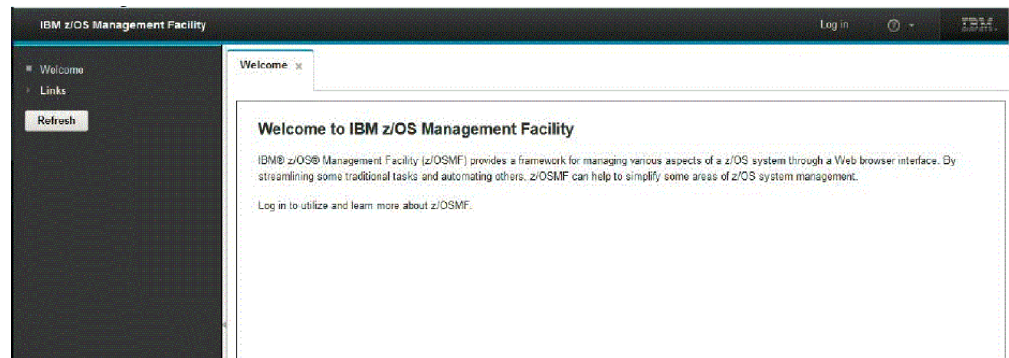 IBM z/OS Management Facility
Log in
IBM.
Welcome
Links
Refresh
Welcome x
Welcome to IBM z/OS Management Facility
IBM® z/OS® Management Facility (z/OSMF) provides a framework for managing various aspects of a z/OS system through a Web browser interface. By
streamlining some traditional tasks and automating others, z/OSMF can help to simplify some areas of z/OS system management.
Log in to utilize and learn more about z/OSMF.